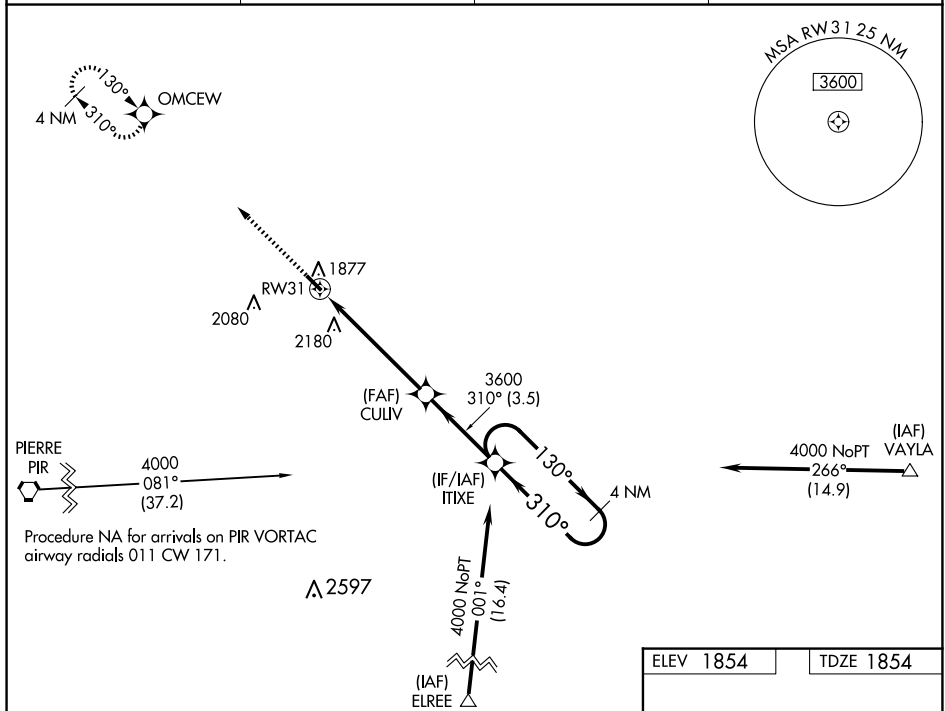 MSA RW31 25 NM
3600
130°
310°
4 NM
OMCEW
1877
RW31
2080
2180
(FAF)
CULIV
3600
310° (3.5)
PIERRE
PIR
4000
081°
(37.2)
(IF/IAF)
ITIXE
130°
310°
4 NM
4000 NoPT
266°
(14.9)
(IAF)
VAYLA
Procedure NA for arrivals on PIR VORTAC
airway radials 011 CW 171.
2597
4000 NoPT
001°
(16.4)
(IAF)
ELREE
ELEV 1854
TDZE 1854